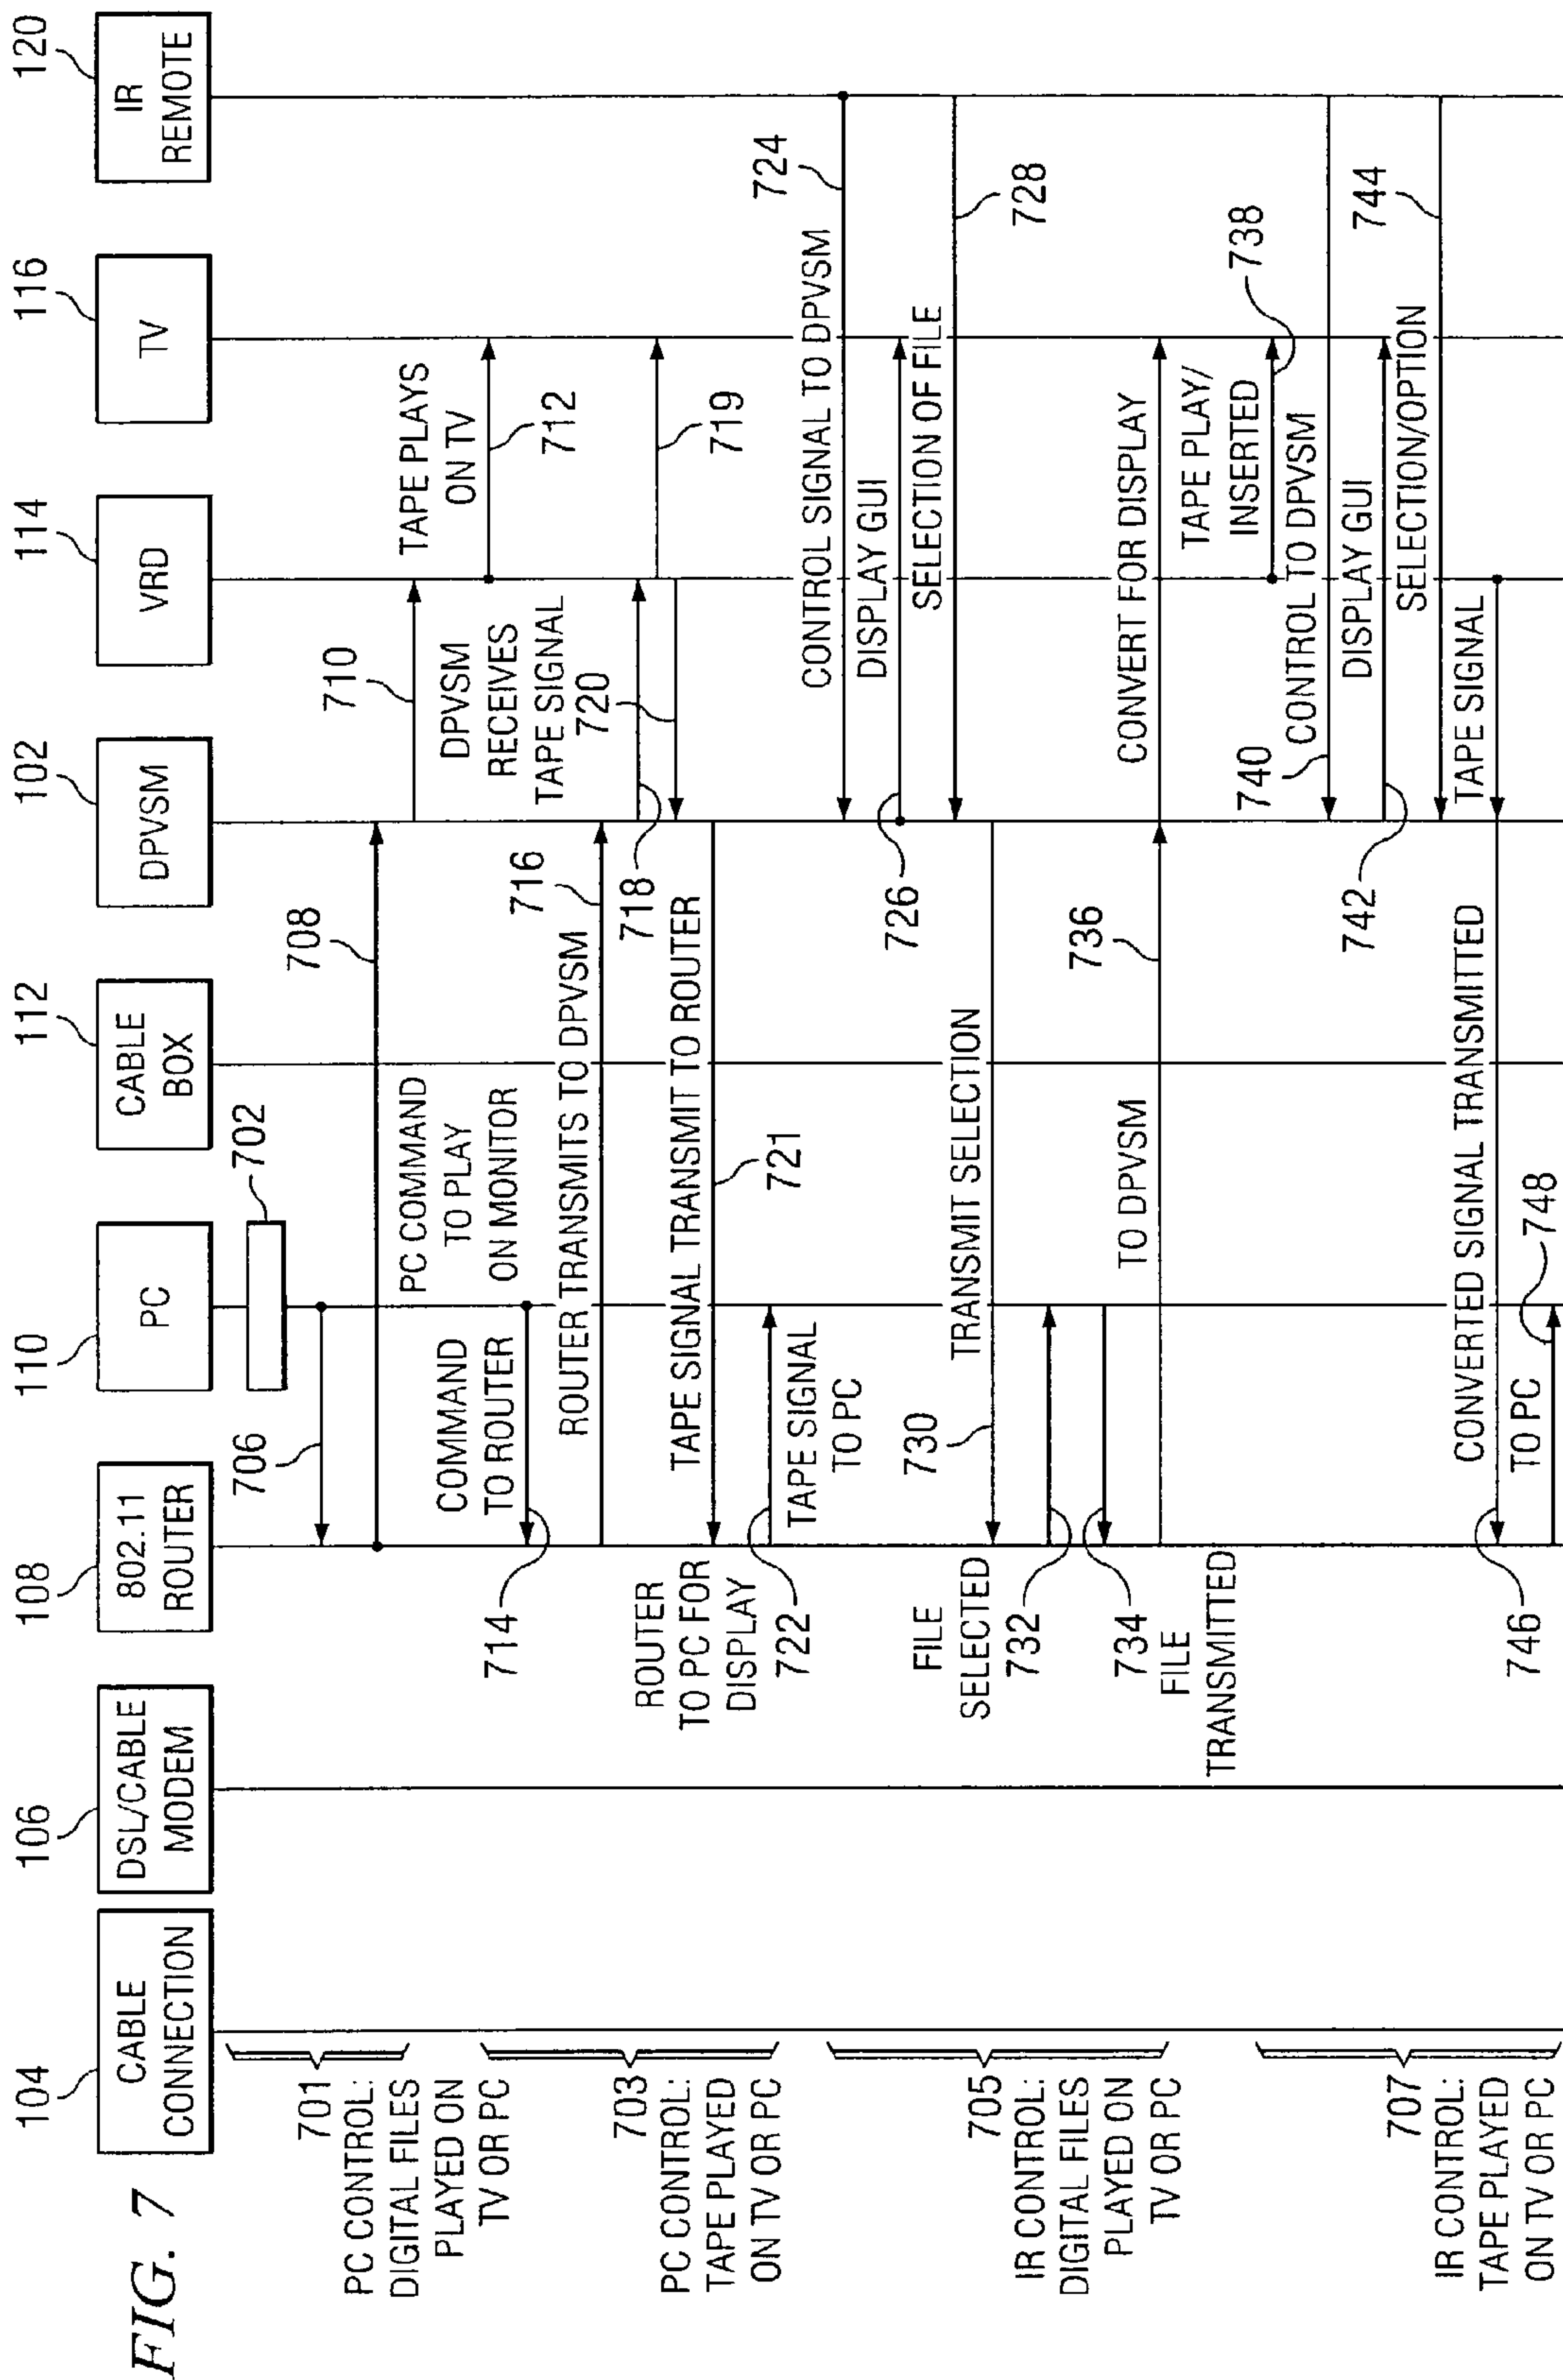 FIG. 7
104
CABLE
CONNECTION
106
DSL/CABLE
MODEM
108
802.11
ROUTER
110
PC
112
CABLE
BOX
102
DPVSM
114
VRD
116
TV
120
IR
REMOTE
701
PC CONTROL:
DIGITAL FILES
PLAYED ON
TV OR PC
702
706
708
710
TAPE PLAYS
ON TV
712
703
PC CONTROL:
TAPE PLAYED
ON TV OR PC
PC COMMAND
TO PLAY
ON MONITOR
COMMAND
TO ROUTER
714
ROUTER TRANSMITS TO DPVSM
716
DPVSM
RECEIVES
TAPE SIGNAL
718
719
720
TAPE SIGNAL TRANSMIT TO ROUTER
721
ROUTER
TO PC FOR
DISPLAY
722
TAPE SIGNAL
TO PC
705
IR CONTROL:
DIGITAL FILES
PLAYED ON
TV OR PC
CONTROL SIGNAL TO DPVSM
724
DISPLAY GUI
726
SELECTION OF FILE
728
TRANSMIT SELECTION
730
FILE
SELECTED
732
734
FILE
TRANSMITTED
TO DPVSM
736
CONVERT FOR DISPLAY
707
IR CONTROL:
TAPE PLAYED
ON TV OR PC
TAPE PLAY/
INSERTED
738
CONTROL TO DPVSM
740
DISPLAY GUI
742
SELECTION/OPTION
744
TAPE SIGNAL
CONVERTED SIGNAL TRANSMITTED
746
TO PC
748